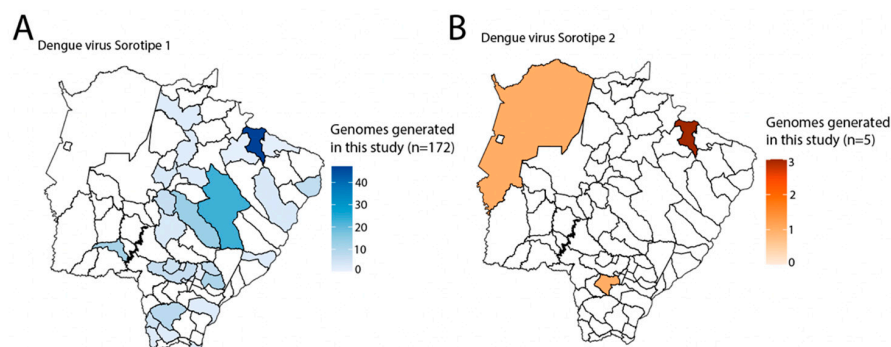 A
Dengue virus Sorotipe 1
Genomes generated
in this study (n=172)
40
30
20
10
0
B
Dengue virus Sorotipe 2
Genomes generated
in this study (n=5)
3
2
1
0